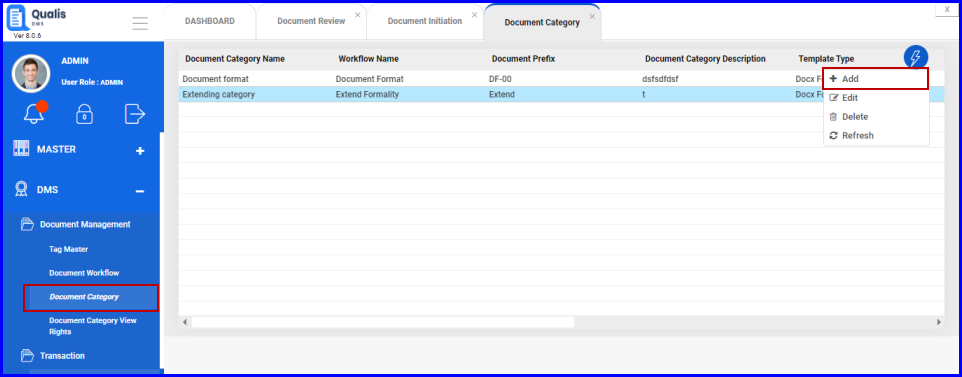 Qualis
DMS
Ver 8.0.6
DASHBOARD
Document Review
×
Document Initiation
×
Document Category
×
X
ADMIN
User Role : ADMIN
0
MASTER
+
DMS
–
Document Management
Tag Master
Document Workflow
Document Category
Document Category View
Rights
Transaction
Document Category Name Workflow Name Document Prefix Document Category Description Template Type
Document format Document Format DF-00 dsfsdfdsf Docx F
Extending category Extend Formality Extend t Docx Fo
+ Add
Edit
Delete
Refresh